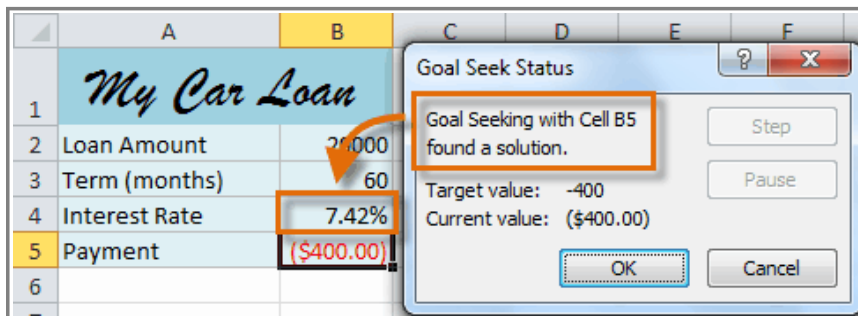 A B C D E F
1 My Car Loan
2 Loan Amount 20000
3 Term (months) 60
4 Interest Rate 7.42%
5 Payment ($400.00)
6
Goal Seek Status
?
X
Goal Seeking with Cell B5
found a solution.
Step
Pause
Target value: -400
Current value: ($400.00)
OK
Cancel